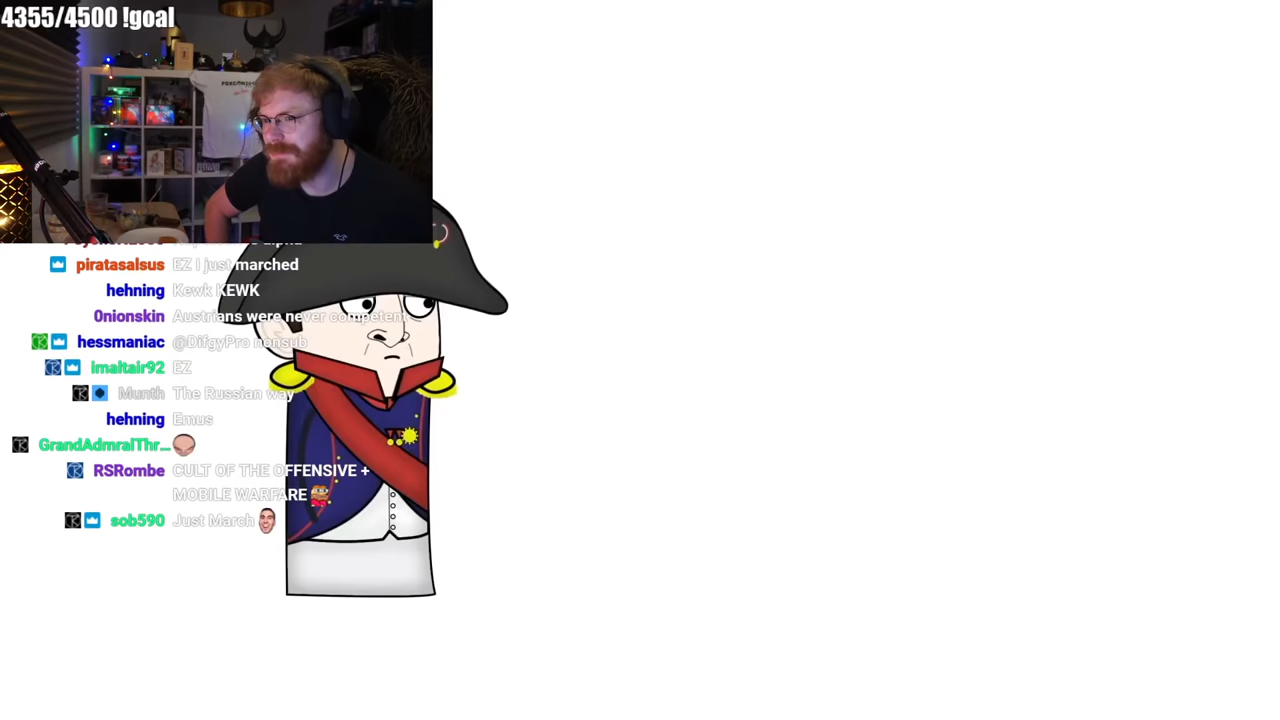 4355/4500 !goal
piratasalsus EZ I just marched
hehning Kewk KEWK
0nionskin Austrians were never competent
hessmaniac @DifgyPro nonsub
imaltair92 EZ
Munth The Russian way
hehning Emus
GrandAdmralThr...
RSRombe CULT OF THE OFFENSIVE +
MOBILE WARFARE
sob590 Just March